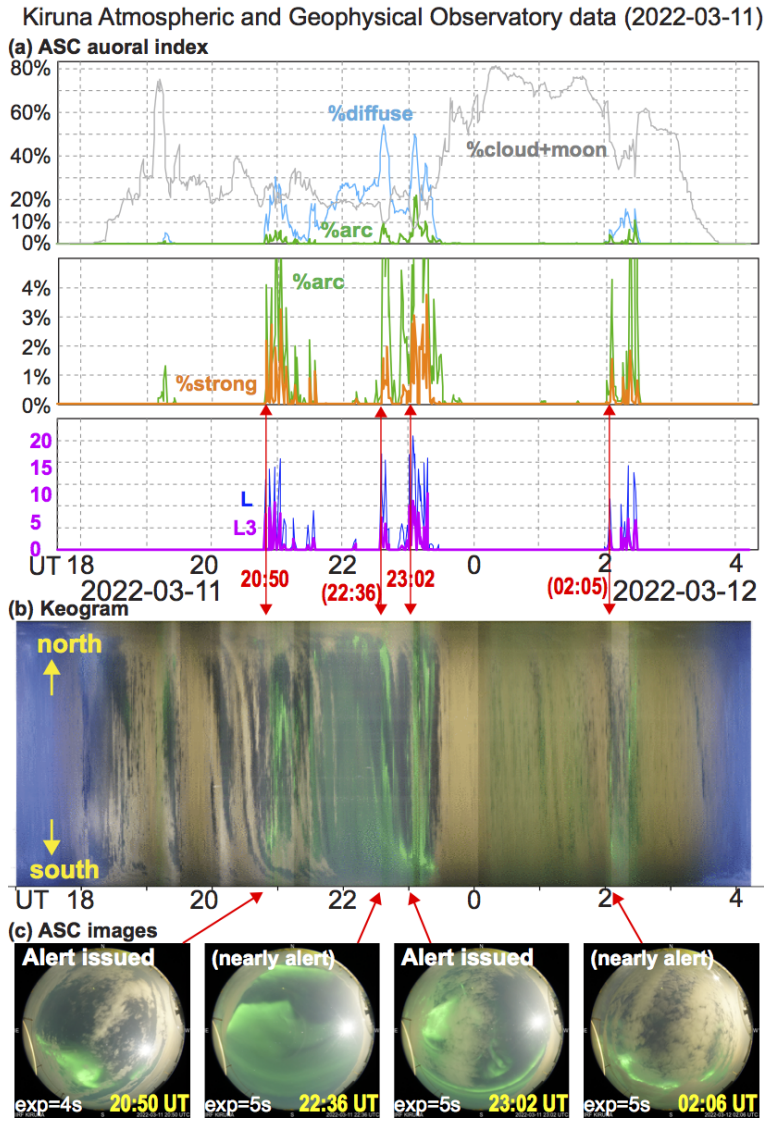 Kiruna Atmospheric and Geophysical Observatory data (2022-03-11)
(a) ASC auoral index
80%
60%
40%
20%
10%
0%
%diffuse
%cloud+moon
%arc
4%
3%
2%
1%
0%
%arc
%strong
20
15
10
5
0
L
L3
UT 18 20 22 0 2 4
2022-03-11 20:50 (22:36) 23:02 (02:05) 2022-03-12
(b) Keogram
north
south
UT 18 20 22 0 2 4
(c) ASC images
Alert issued (nearly alert) Alert issued (nearly alert)
N N N N
E W E W E W E W
exp=4s 20:50 UT exp=5s 22:36 UT exp=5s 23:02 UT exp=5s 02:06 UT